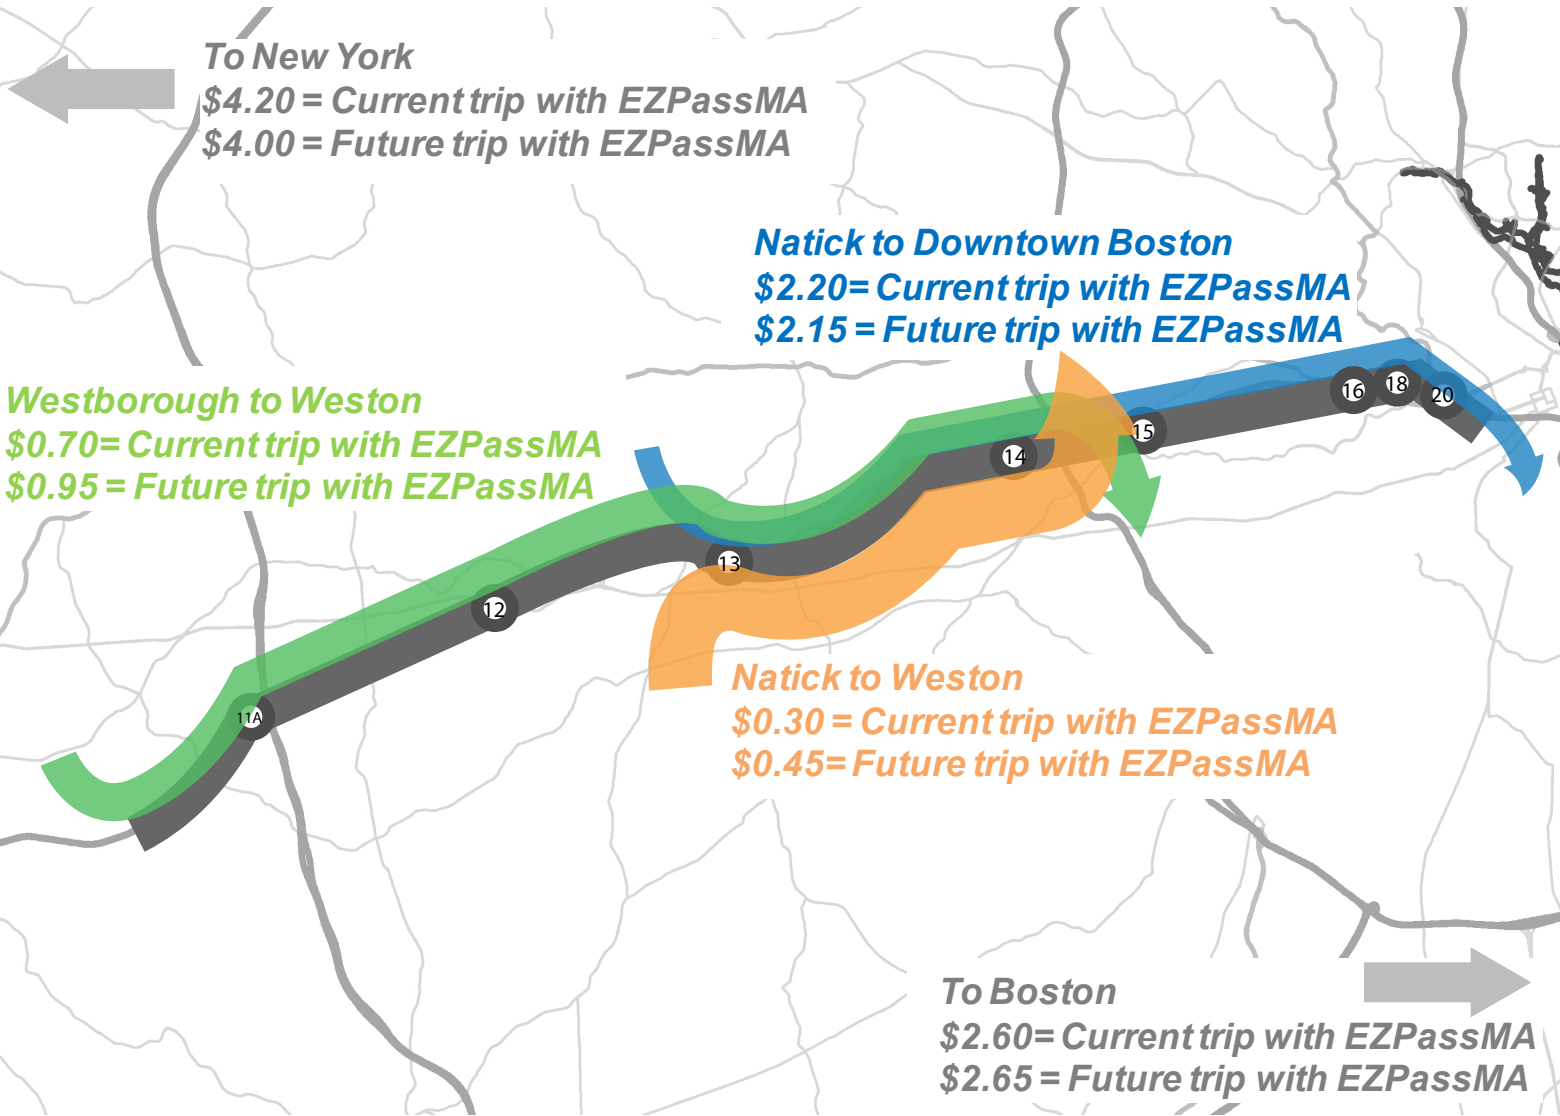 To New York
$4.20 = Current trip with EZPassMA
$4.00 = Future trip with EZPassMA
Natick to Downtown Boston
$2.20= Current trip with EZPassMA
$2.15 = Future trip with EZPassMA
Westborough to Weston
$0.70= Current trip with EZPassMA
$0.95 = Future trip with EZPassMA
16
18
20
15
14
13
12
11A
Natick to Weston
$0.30 = Current trip with EZPassMA
$0.45= Future trip with EZPassMA
To Boston
$2.60= Current trip with EZPassMA
$2.65 = Future trip with EZPassMA